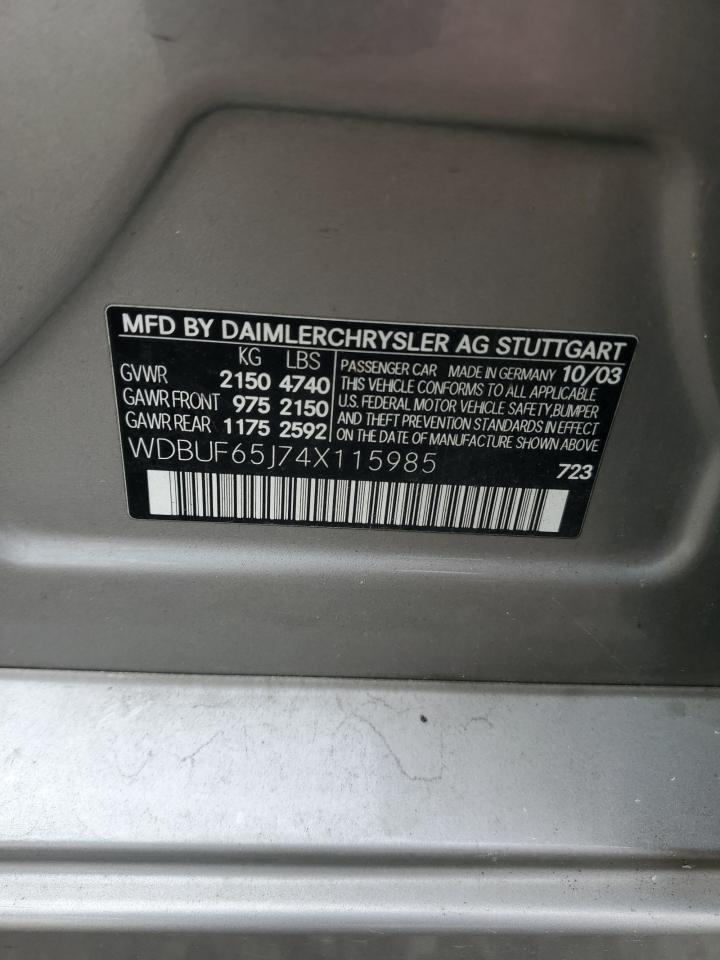 MFD BY DAIMLERCHRYSLER AG STUTTGART
KG LBS
GVWR 2150 4740
GAWR FRONT 975 2150
GAWR REAR 1175 2592
PASSENGER CAR MADE IN GERMANY 10/03
THIS VEHICLE CONFORMS TO ALL APPLICABLE
U.S. FEDERAL MOTOR VEHICLE SAFETY,BUMPER
AND THEFT PREVENTION STANDARDS IN EFFECT
ON THE DATE OF MANUFACTURE SHOWN ABOVE
WDBUF65J74X115985
723